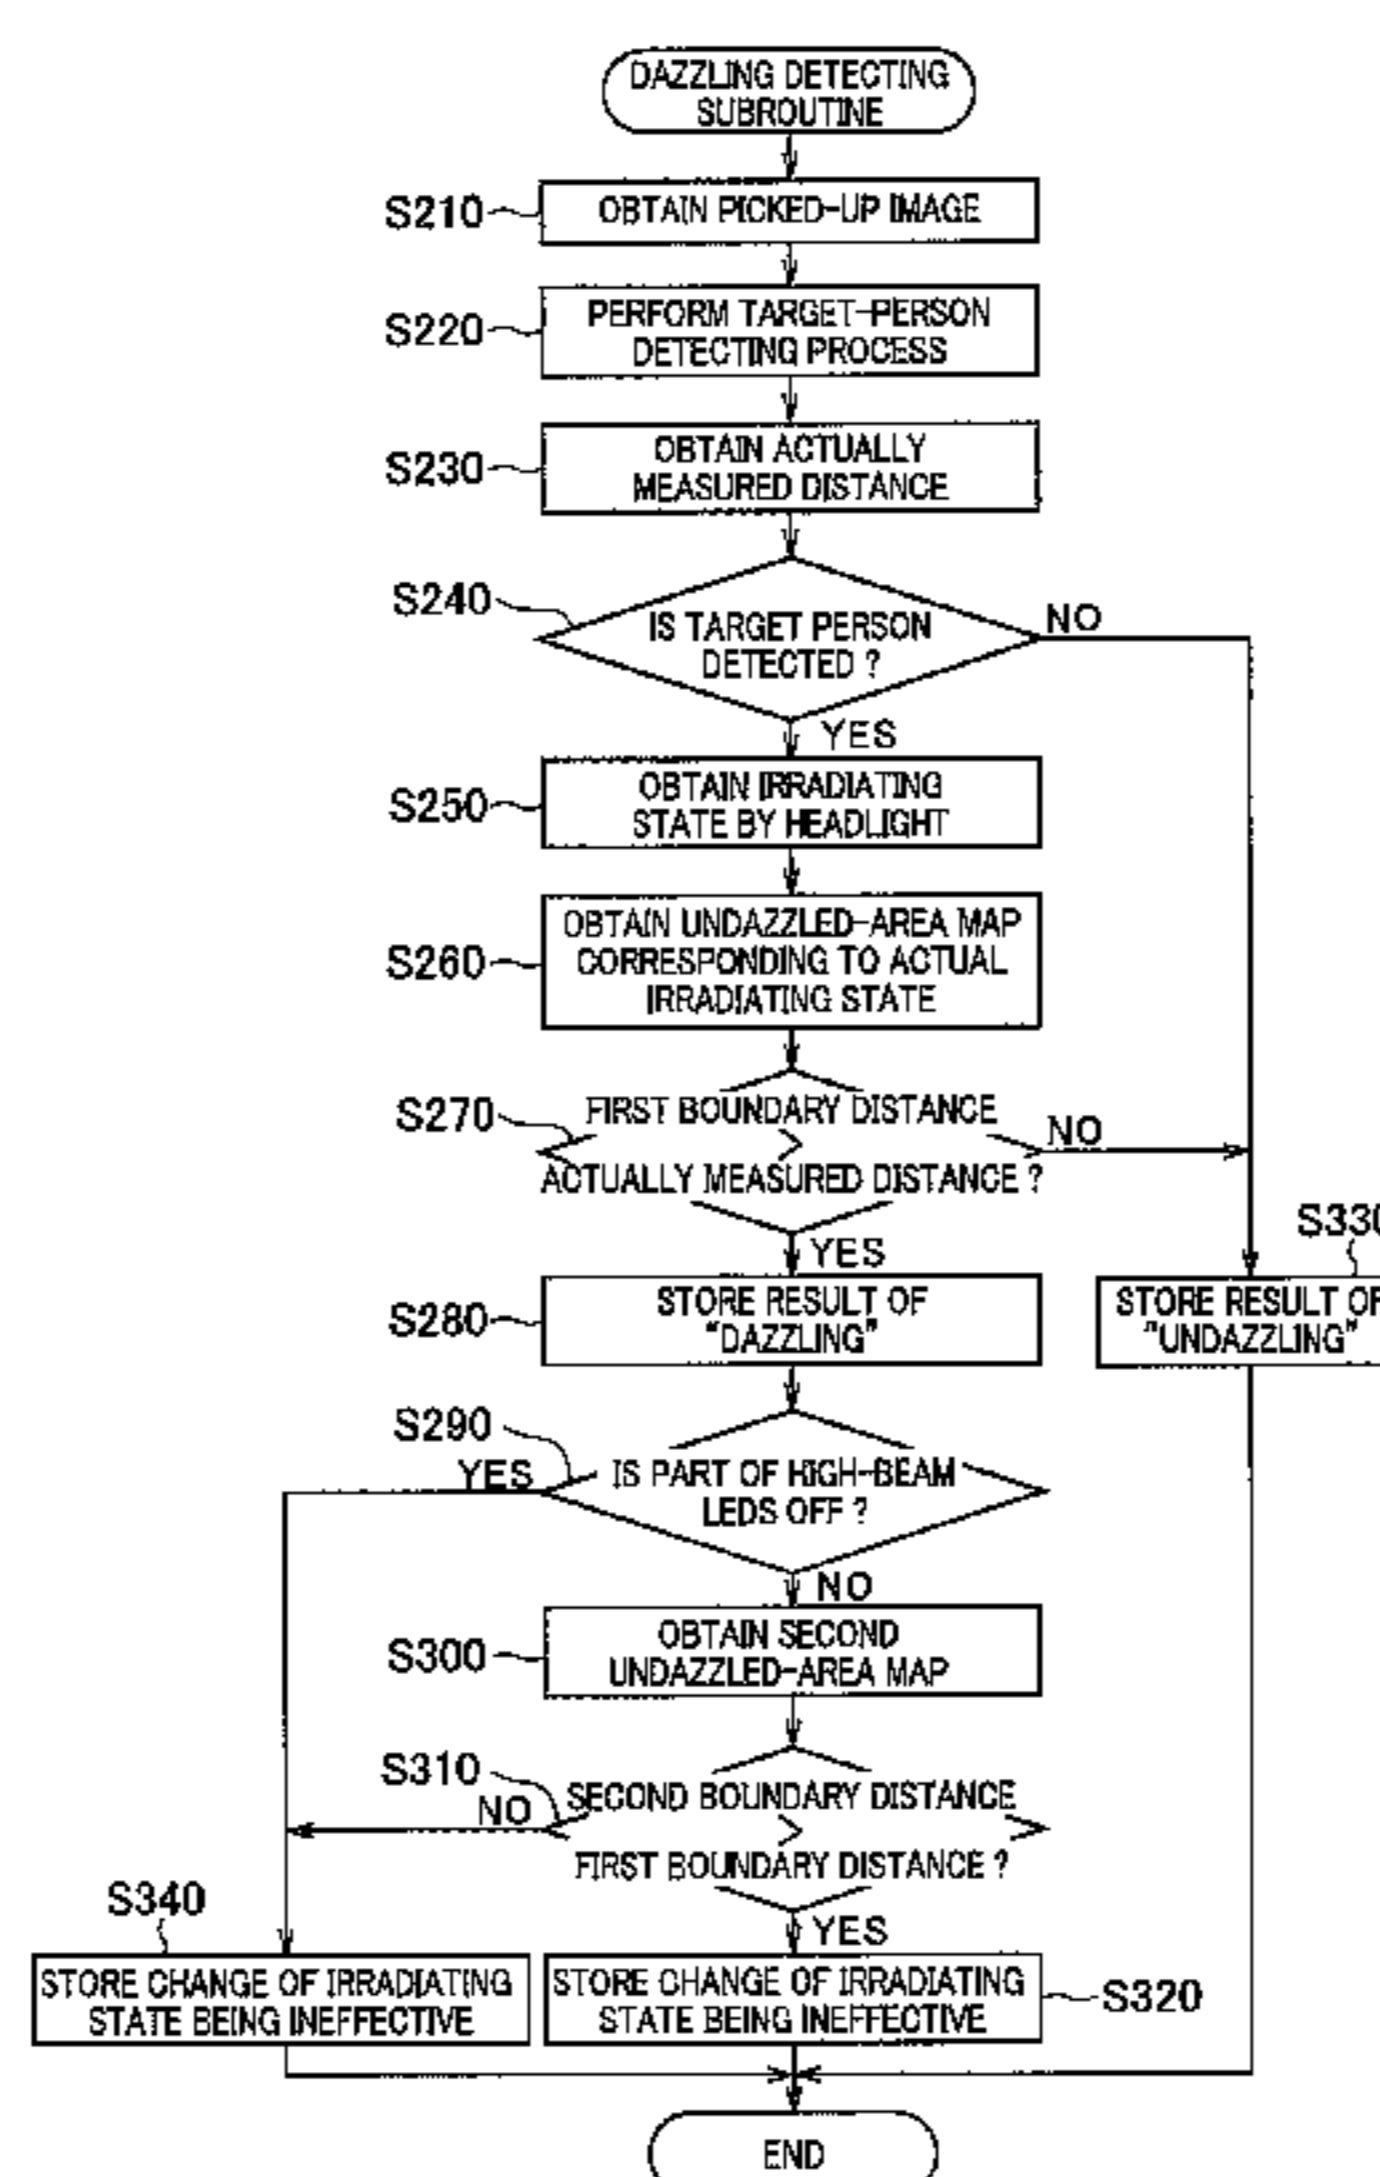 DAZZLING DETECTING
SUBROUTINE
S210
OBTAIN PICKED-UP IMAGE
S220
PERFORM TARGET-PERSON
DETECTING PROCESS
S230
OBTAIN ACTUALLY
MEASURED DISTANCE
S240
IS TARGET PERSON
DETECTED ?
NO
YES
S250
OBTAIN IRRADIATING
STATE BY HEADLIGHT
S260
OBTAIN UNDAZZLED-AREA MAP
CORRESPONDING TO ACTUAL
IRRADIATING STATE
S270
FIRST BOUNDARY DISTANCE
>
ACTUALLY MEASURED DISTANCE ?
NO
YES
S280
STORE RESULT OF
"DAZZLING"
S330
STORE RESULT OF
"UNDAZZLING"
S290
IS PART OF HIGH-BEAM
LEDS OFF ?
YES
NO
S300
OBTAIN SECOND
UNDAZZLED-AREA MAP
S310
SECOND BOUNDARY DISTANCE
>
FIRST BOUNDARY DISTANCE ?
NO
YES
S340
STORE CHANGE OF IRRADIATING
STATE BEING INEFFECTIVE
STORE CHANGE OF IRRADIATING
STATE BEING INEFFECTIVE
S320
END